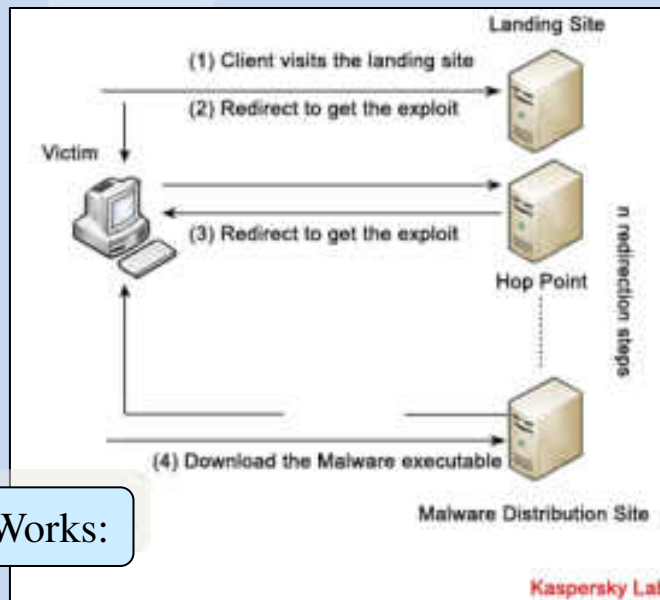 Landing Site
(1) Client visits the landing site
(2) Redirect to get the exploit
Victim
(3) Redirect to get the exploit
Hop Point
n redirection steps
(4) Download the Malware executable
Malware Distribution Site
Works:
Kaspersky Lab